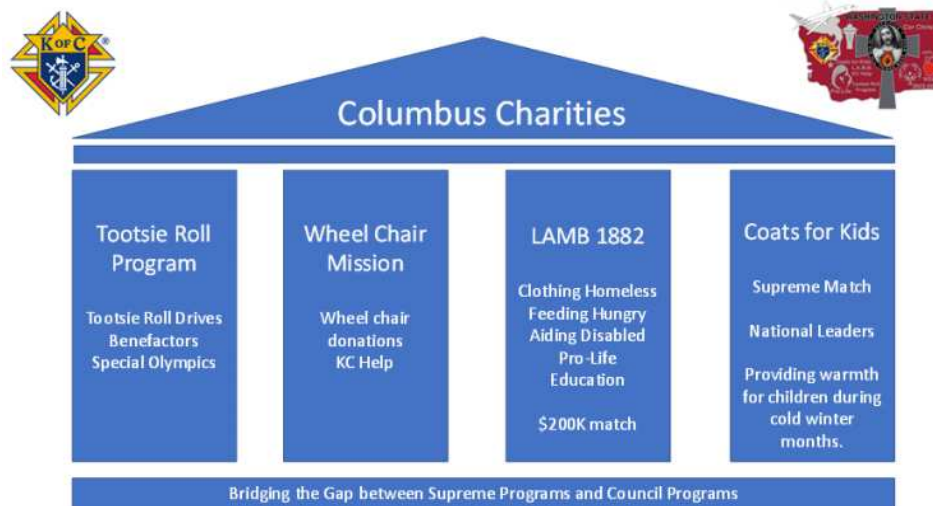 K OF C
®
WASHINGTON STATE
Columbus Charities
Tootsie Roll
Program
Tootsie Roll Drives
Benefactors
Special Olympics
Wheel Chair
Mission
Wheel chair
donations
KC Help
LAMB 1882
Clothing Homeless
Feeding Hungry
Aiding Disabled
Pro-Life
Education
$200K match
Coats for Kids
Supreme Match
National Leaders
Providing warmth
for children during
cold winter
months.
Bridging the Gap between Supreme Programs and Council Programs